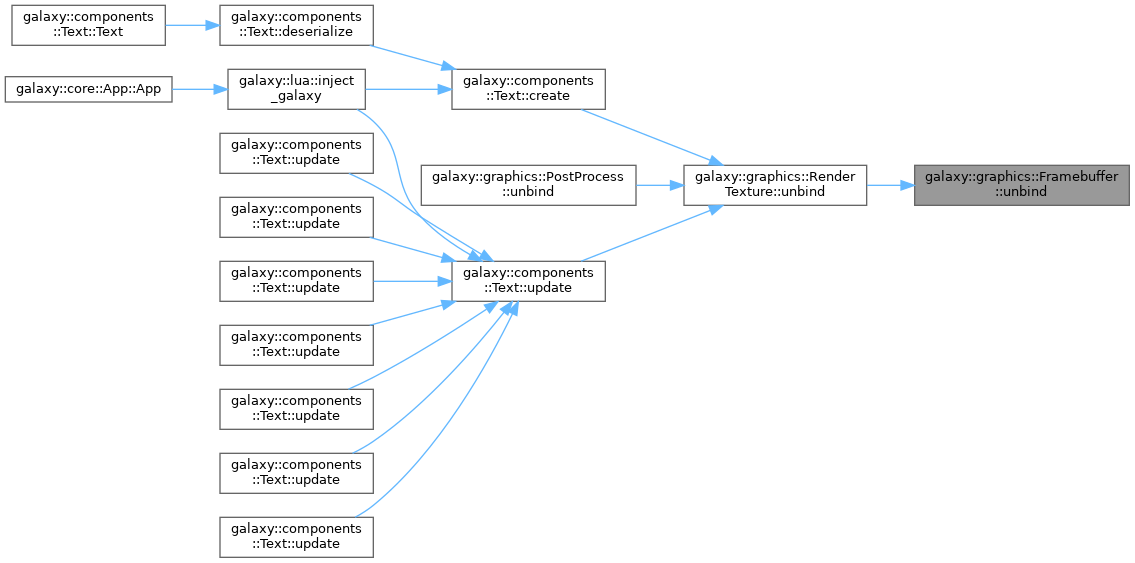 galaxy::components
::Text::Text
galaxy::components
::Text::deserialize
galaxy::core::App::App
galaxy::lua::inject
_galaxy
galaxy::components
::Text::create
galaxy::components
::Text::update
galaxy::graphics::PostProcess
::unbind
galaxy::graphics::Render
Texture::unbind
galaxy::graphics::Framebuffer
::unbind
galaxy::components
::Text::update
galaxy::components
::Text::update
galaxy::components
::Text::update
galaxy::components
::Text::update
galaxy::components
::Text::update
galaxy::components
::Text::update
galaxy::components
::Text::update